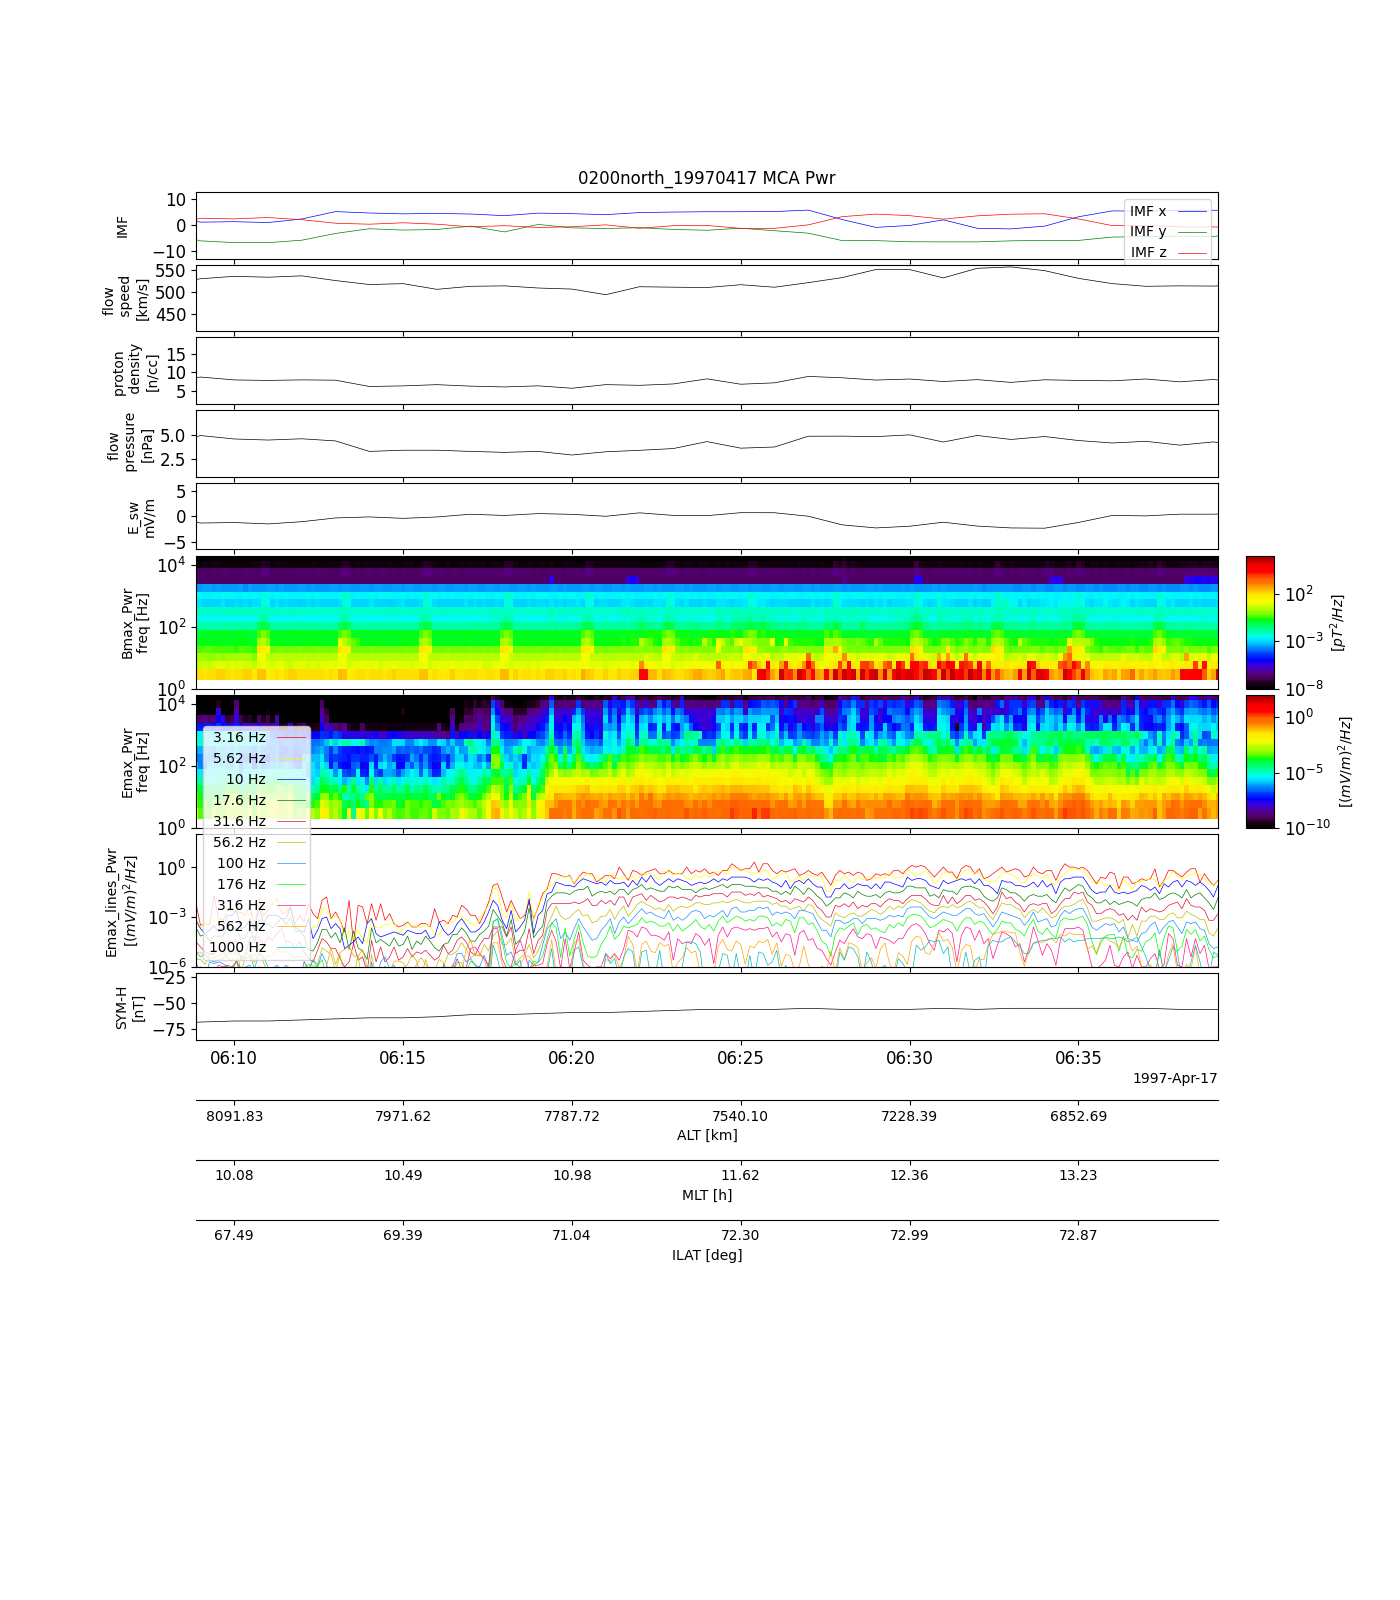 0200north_19970417 MCA Pwr
10
0
−10
IMF
IMF x
IMF y
IMF z
550
500
450
flow
speed
[km/s]
15
10
5
proton
density
[n/cc]
5.0
2.5
flow
pressure
[nPa]
5
0
−5
E_sw
mV/m
10^4
10^2
10^0
Bmax_Pwr
freq [Hz]
10^2
10^−3
10^−8
[pT^2/Hz]
10^4
10^2
10^0
Emax_Pwr
freq [Hz]
10^0
10^−5
10^−10
[(mV/m)^2/Hz]
3.16 Hz
5.62 Hz
10 Hz
17.6 Hz
31.6 Hz
56.2 Hz
100 Hz
176 Hz
316 Hz
562 Hz
1000 Hz
10^0
10^−3
10^−6
Emax_lines_Pwr
[(mV/m)^2/Hz]
−25
−50
−75
SYM-H
[nT]
06:10 06:15 06:20 06:25 06:30 06:35
1997-Apr-17
8091.83 7971.62 7787.72 7540.10 7228.39 6852.69
ALT [km]
10.08 10.49 10.98 11.62 12.36 13.23
MLT [h]
67.49 69.39 71.04 72.30 72.99 72.87
ILAT [deg]